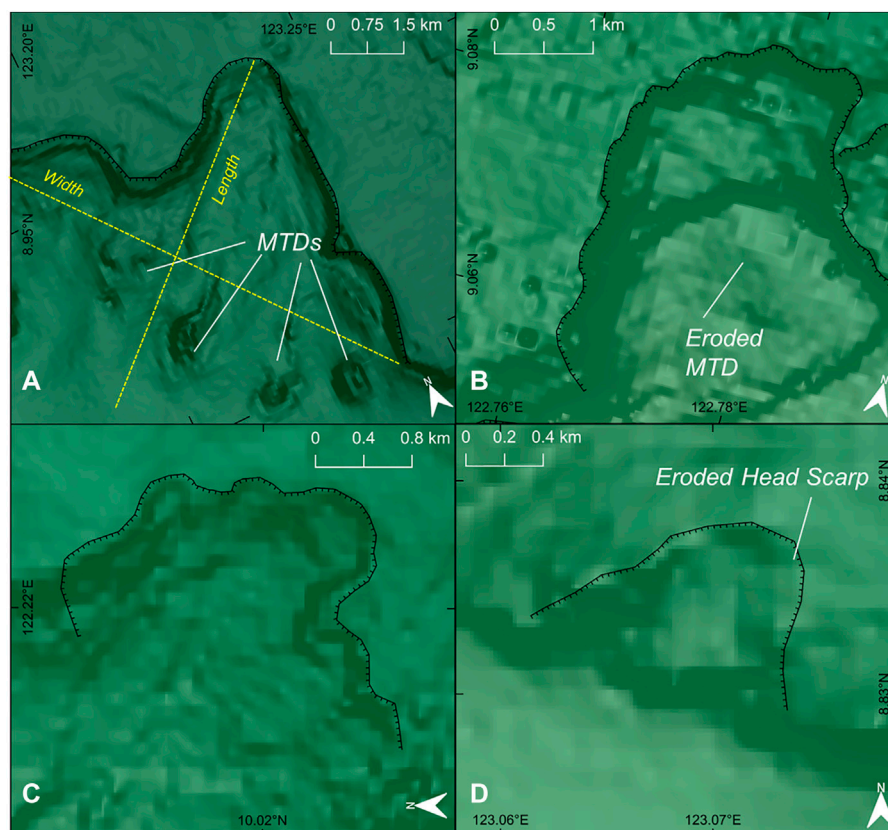 123.20°E
123.25°E
0 0.75 1.5 km
Width
Length
8.95°N
MTDs
A
N
0 0.5 1 km
9.08°N
9.06°N
Eroded
MTD
B
N
122.76°E
122.78°E
0 0.4 0.8 km
122.22°E
C
N
10.02°N
0 0.2 0.4 km
Eroded Head Scarp
8.84°N
8.83°N
D
N
123.06°E
123.07°E